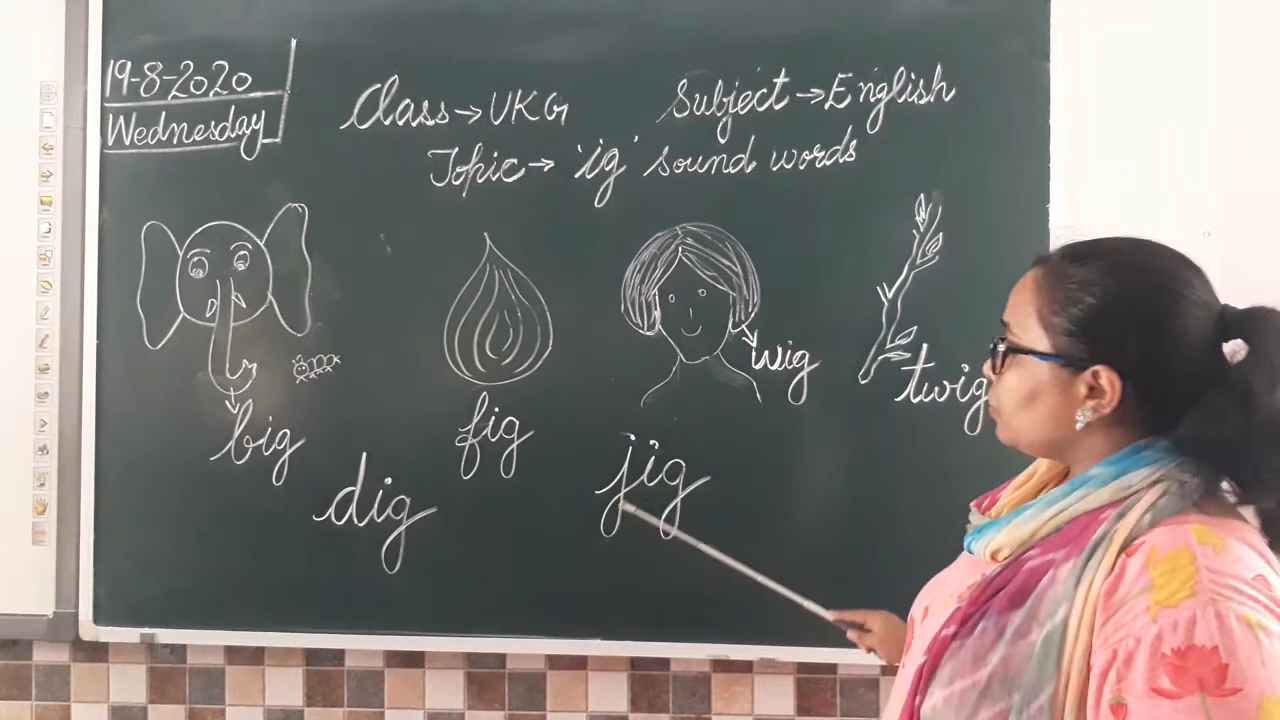 19-8-2020
Wednesday
Class → UKG
Subject → English
Topic → 'ig' sound words
big
fig
wig
twig
dig
jig